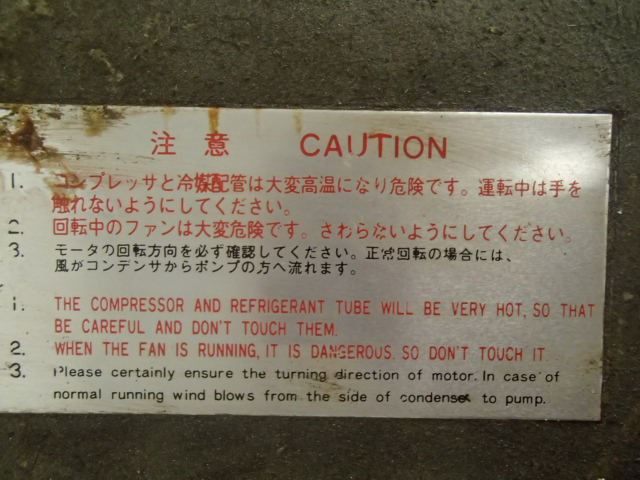 注意 CAUTION
1. コンプレッサと冷媒配管は大変高温になり危険です。運転中は手を
触れないようにしてください。
2. 回転中のファンは大変危険です。さわらないようにしてください。
3. モータの回転方向を必ず確認してください。正常回転の場合には、
風がコンデンサからポンプの方へ流れます。
1. THE COMPRESSOR AND REFRIGERANT TUBE WILL BE VERY HOT, SO THAT
BE CAREFUL AND DON'T TOUCH THEM.
2. WHEN THE FAN IS RUNNING, IT IS DANGEROUS. SO DON'T TOUCH IT
3. Please certainly ensure the turning direction of motor. In case of
normal running wind blows from the side of condenser to pump.